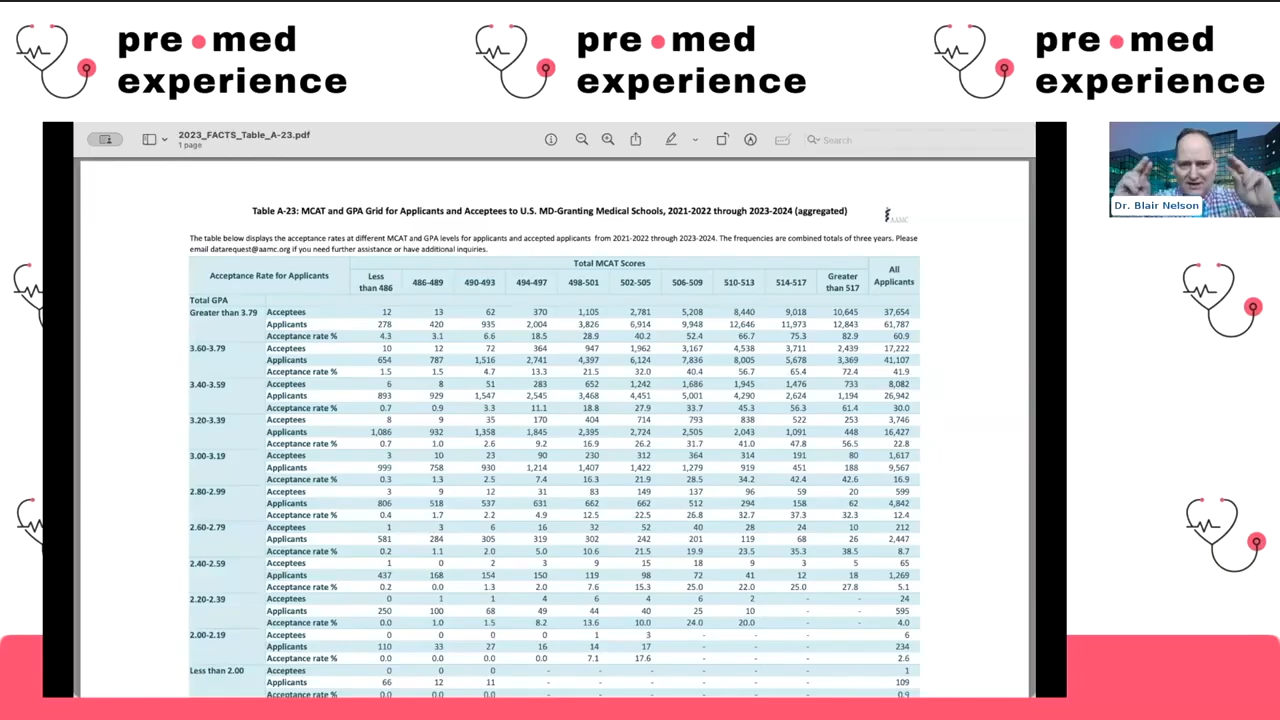 pre med pre med pre med
experience experience experience
2023_FACTS_Table_A-23.pdf
1 page
Search
Dr. Blair Nelson
Table A-23: MCAT and GPA Grid for Applicants and Acceptees to U.S. MD-Granting Medical Schools, 2021-2022 through 2023-2024 (aggregated)
AAMC
The table below displays the acceptance rates at different MCAT and GPA levels for applicants and accepted applicants from 2021-2022 through 2023-2024. The frequencies are combined totals of three years. Please
email datarequest@aamc.org if you need further assistance or have additional inquiries.
Total MCAT Scores
Acceptance Rate for Applicants Less than 486 486-489 490-493 494-497 498-501 502-505 506-509 510-513 514-517 Greater than 517 All Applicants
Total GPA
Greater than 3.79 Acceptees 12 13 62 370 1,105 2,781 5,208 8,440 9,018 10,645 37,654
Applicants 278 420 935 2,004 3,826 6,914 9,948 12,646 11,973 12,843 61,787
Acceptance rate % 4.3 3.1 6.6 18.5 28.9 40.2 52.4 66.7 75.3 82.9 60.9
3.60-3.79 Acceptees 10 12 72 364 947 1,962 3,167 4,538 3,711 2,439 17,222
Applicants 654 787 1,516 2,741 4,397 6,124 7,836 8,005 5,678 3,369 41,107
Acceptance rate % 1.5 1.5 4.7 13.3 21.5 32.0 40.4 56.7 65.4 72.4 41.9
3.40-3.59 Acceptees 6 8 51 283 652 1,242 1,686 1,945 1,476 733 8,082
Applicants 893 929 1,547 2,545 3,468 4,451 5,001 4,290 2,624 1,194 26,942
Acceptance rate % 0.7 0.9 3.3 11.1 18.8 27.9 33.7 45.3 56.3 61.4 30.0
3.20-3.39 Acceptees 8 9 35 170 404 714 793 838 522 253 3,746
Applicants 1,086 932 1,358 1,845 2,395 2,724 2,505 2,043 1,091 448 16,427
Acceptance rate % 0.7 1.0 2.6 9.2 16.9 26.2 31.7 41.0 47.8 56.5 22.8
3.00-3.19 Acceptees 3 10 23 90 230 312 364 314 191 80 1,617
Applicants 999 758 930 1,214 1,407 1,422 1,279 919 451 188 9,567
Acceptance rate % 0.3 1.3 2.5 7.4 16.3 21.9 28.5 34.2 42.4 42.6 16.9
2.80-2.99 Acceptees 3 9 12 31 83 149 137 96 59 20 599
Applicants 806 518 537 631 662 662 512 294 158 62 4,842
Acceptance rate % 0.4 1.7 2.2 4.9 12.5 22.5 26.8 32.7 37.3 32.3 12.4
2.60-2.79 Acceptees 1 3 6 16 32 52 40 28 24 10 212
Applicants 581 284 305 319 302 242 201 119 68 26 2,447
Acceptance rate % 0.2 1.1 2.0 5.0 10.6 21.5 19.9 23.5 35.3 38.5 8.7
2.40-2.59 Acceptees 1 0 2 3 9 15 18 9 3 5 65
Applicants 437 168 154 150 119 98 72 41 12 18 1,269
Acceptance rate % 0.2 0.0 1.3 2.0 7.6 15.3 25.0 22.0 25.0 27.8 5.1
2.20-2.39 Acceptees 0 1 1 4 6 4 6 2 - - 24
Applicants 250 100 68 49 44 40 25 10 - - 595
Acceptance rate % 0.0 1.0 1.5 8.2 13.6 10.0 24.0 20.0 - - 4.0
2.00-2.19 Acceptees 0 0 0 0 1 3 - - - - 6
Applicants 110 33 27 16 14 17 - - - - 234
Acceptance rate % 0.0 0.0 0.0 0.0 7.1 17.6 - - - - 2.6
Less than 2.00 Acceptees 0 0 0 - - - - - - - 1
Applicants 66 12 11 - - - - - - - 109
Acceptance rate % 0.0 0.0 0.0 - - - - - - - 0.9